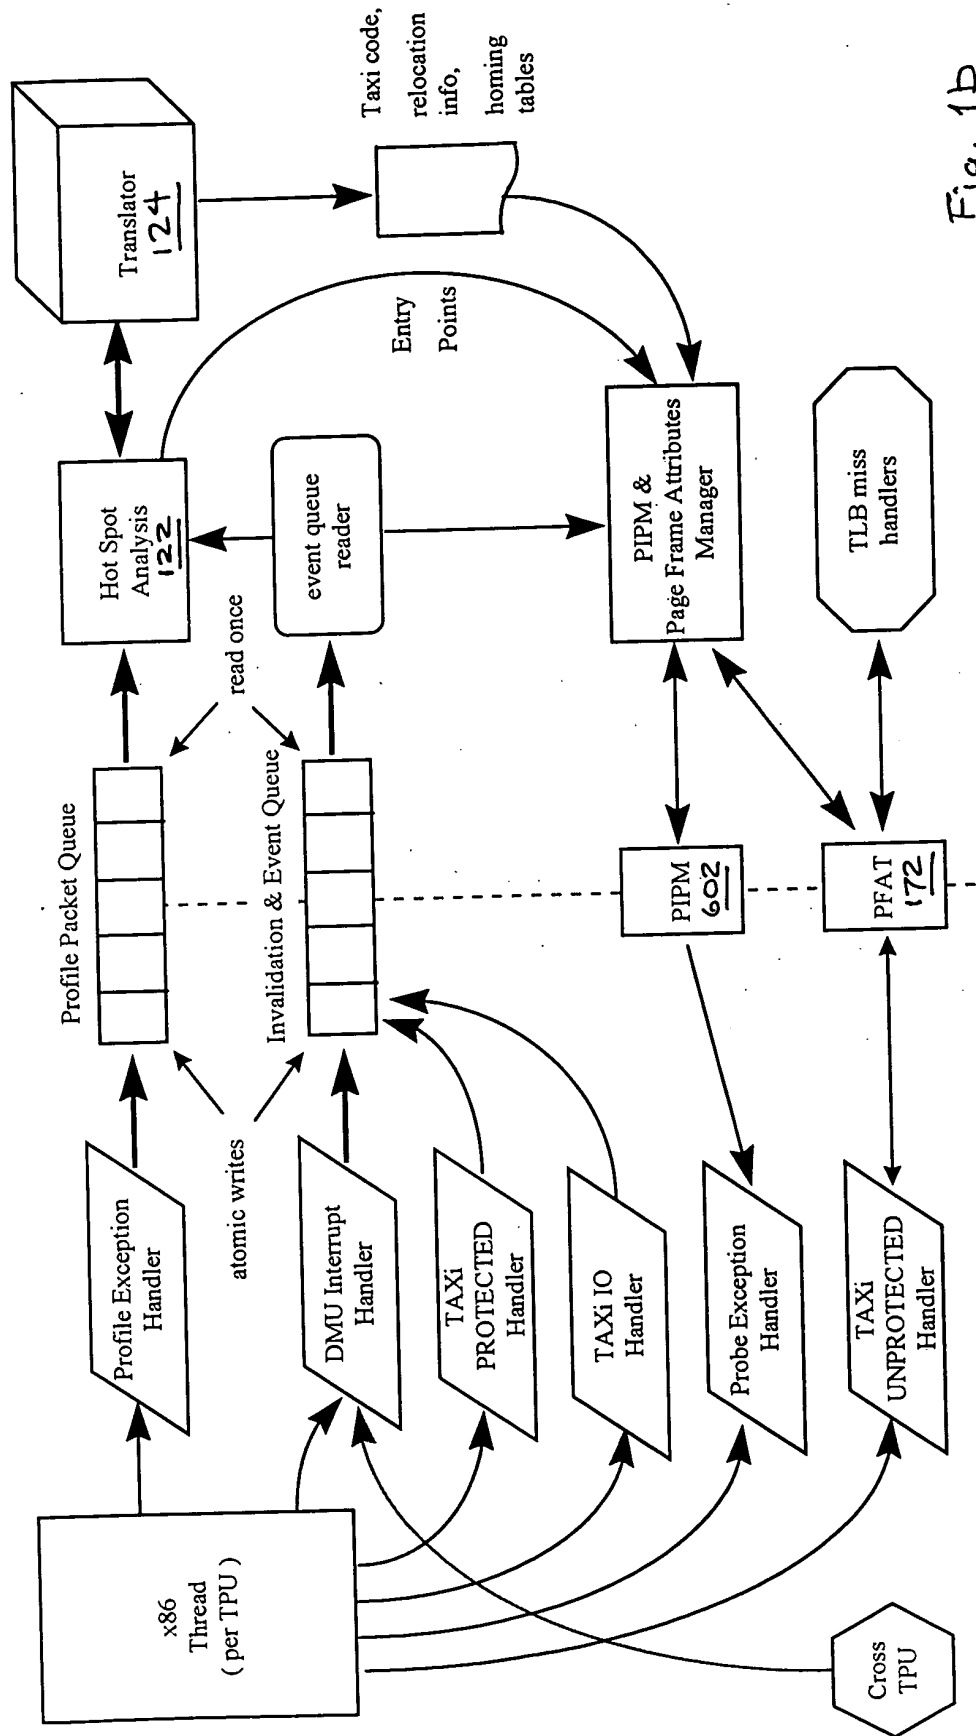 x86
Thread
( per TPU )
Cross
TPU
Profile Exception
Handler
DMU Interrupt
Handler
TAXi
PROTECTED
Handler
TAXi IO
Handler
Probe Exception
Handler
TAXi
UNPROTECTED
Handler
atomic writes
Profile Packet Queue
Invalidation & Event Queue
read once
PIPM
602
PFAT
172
Hot Spot
Analysis
122
event queue
reader
PIPM &
Page Frame Attributes
Manager
TLB miss
handlers
Entry
Points
Translator
124
Taxi code,
relocation
info,
homing
tables
Fig. 1b